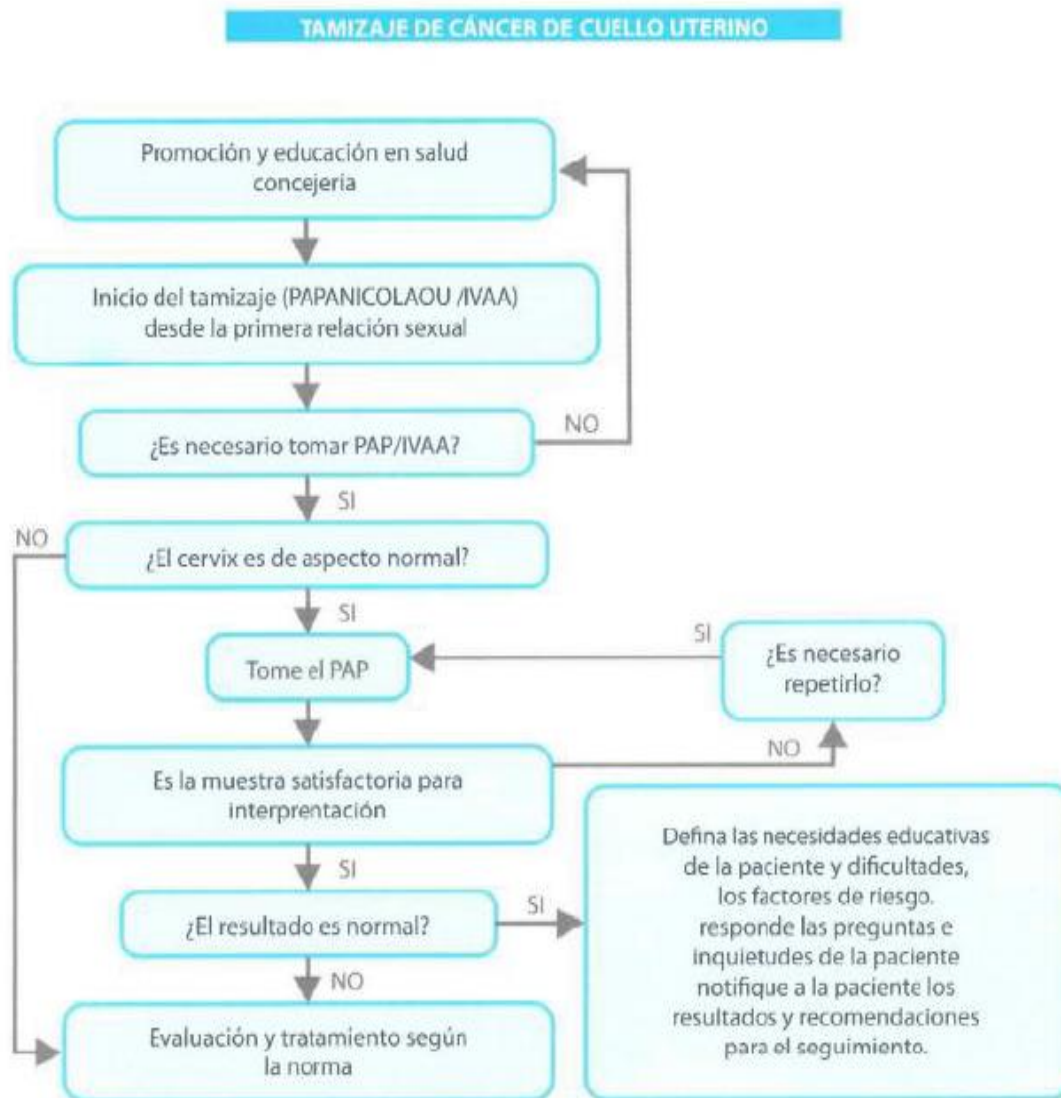 TAMIZAJE DE CÁNCER DE CUELLO UTERINO
Promoción y educación en salud
concejería
Inicio del tamizaje (PAPANICOLAOU /IVAA)
desde la primera relación sexual
¿Es necesario tomar PAP/IVAA?
NO
SI
NO
¿El cervix es de aspecto normal?
SI
Tome el PAP
SI
¿Es necesario
repetirlo?
NO
Es la muestra satisfactoria para
interprentación
SI
¿El resultado es normal?
SI
NO
Evaluación y tratamiento según
la norma
Defina las necesidades educativas
de la paciente y dificultades,
los factores de riesgo.
responde las preguntas e
inquietudes de la paciente
notifique a la paciente los
resultados y recomendaciones
para el seguimiento.